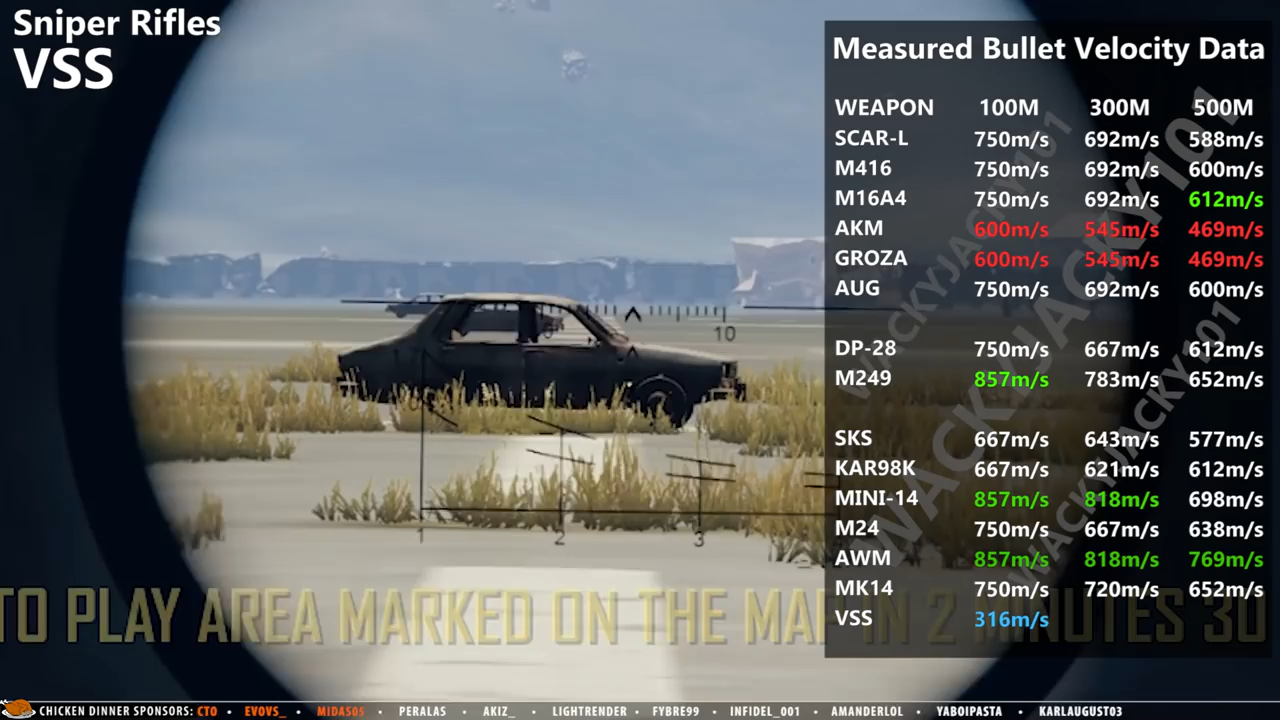 Sniper Rifles
VSS
Measured Bullet Velocity Data
WEAPON 100M 300M 500M
SCAR-L 750m/s 692m/s 588m/s
M416 750m/s 692m/s 600m/s
M16A4 750m/s 692m/s 612m/s
AKM 600m/s 545m/s 469m/s
GROZA 600m/s 545m/s 469m/s
AUG 750m/s 692m/s 600m/s
DP-28 750m/s 667m/s 612m/s
M249 857m/s 783m/s 652m/s
SKS 667m/s 643m/s 577m/s
KAR98K 667m/s 621m/s 612m/s
MINI-14 857m/s 818m/s 698m/s
M24 750m/s 667m/s 638m/s
AWM 857m/s 818m/s 769m/s
MK14 750m/s 720m/s 652m/s
VSS 316m/s
WACKYJACKY101
WACKYJACKY101
WACKYJACKY101
10
1 2 3
TO PLAY AREA MARKED ON THE MAP IN 2 MINUTES 30
CHICKEN DINNER SPONSORS: CTO • EVOVS_ • MIDAS05 • PERALAS • AKIZ_ • LIGHTRENDER • FYBRE99 • INFIDEL_001 • AMANDERLOL • YABOIPASTA • KARLAUGUST03